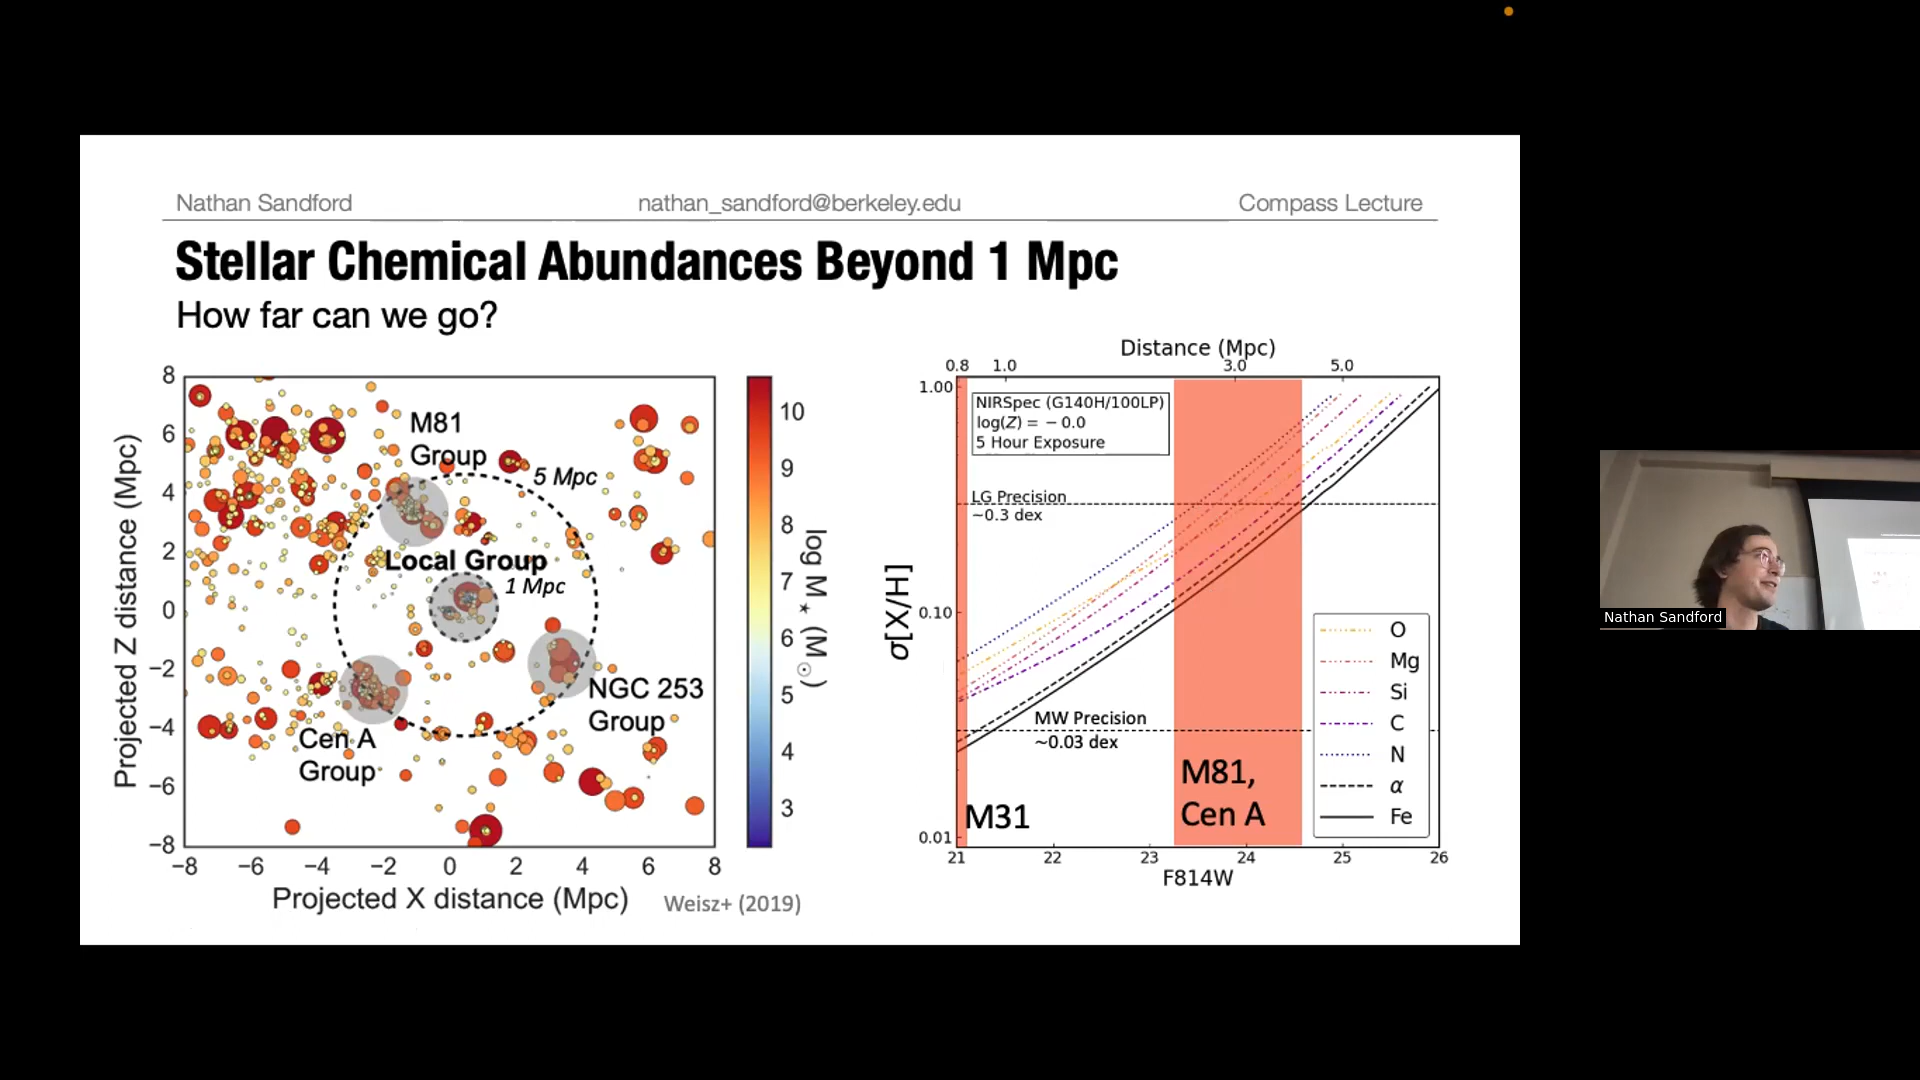 Nathan Sandford
nathan_sandford@berkeley.edu
Compass Lecture
Stellar Chemical Abundances Beyond 1 Mpc
How far can we go?
8
6
4
2
0
−2
−4
−6
−8
Projected Z distance (Mpc)
−8 −6 −4 −2 0 2 4 6 8
Projected X distance (Mpc)
M81
Group
5 Mpc
Local Group
1 Mpc
NGC 253
Group
Cen A
Group
10
9
8
7
6
5
4
3
log M⋆ (M⊙)
Weisz+ (2019)
Distance (Mpc)
0.8 1.0 3.0 5.0
1.00
0.10
0.01
σ[X/H]
NIRSpec (G140H/100LP)
log(Z) = − 0.0
5 Hour Exposure
LG Precision
~0.3 dex
MW Precision
~0.03 dex
M31
M81,
Cen A
O
Mg
Si
C
N
α
Fe
21 22 23 24 25 26
F814W
Nathan Sandford